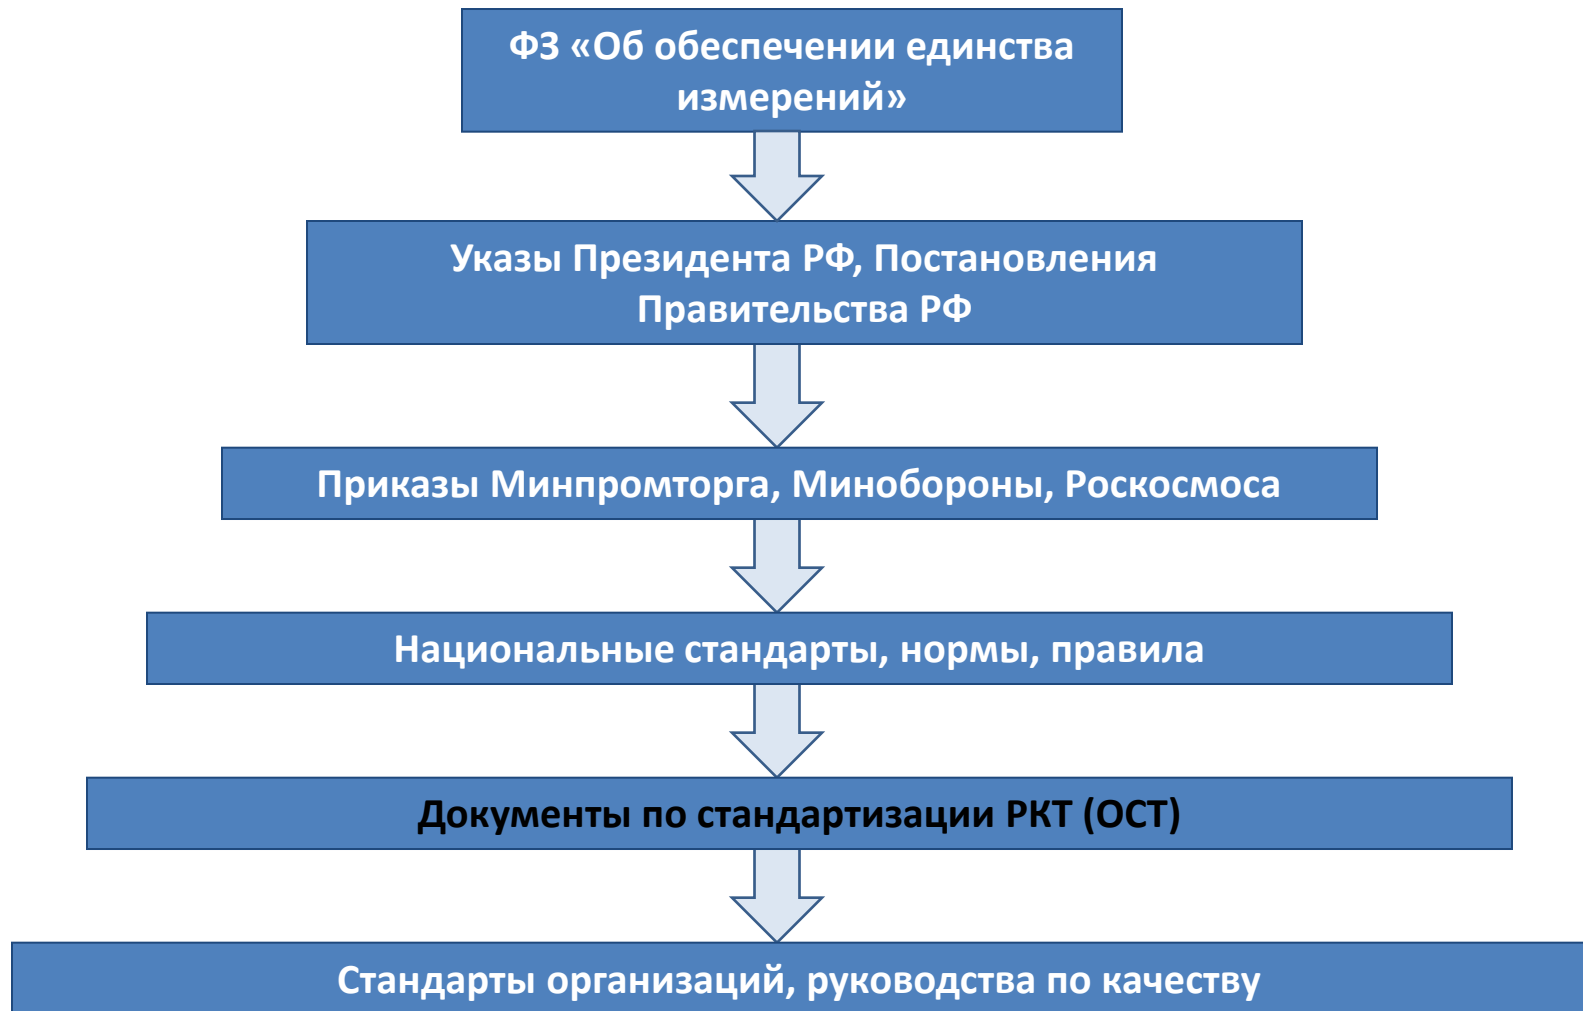 ФЗ «Об обеспечении единства
измерений»
Указы Президента РФ, Постановления
Правительства РФ
Приказы Минпромторга, Минобороны, Роскосмоса
Национальные стандарты, нормы, правила
Документы по стандартизации РКТ (ОСТ)
Стандарты организаций, руководства по качеству